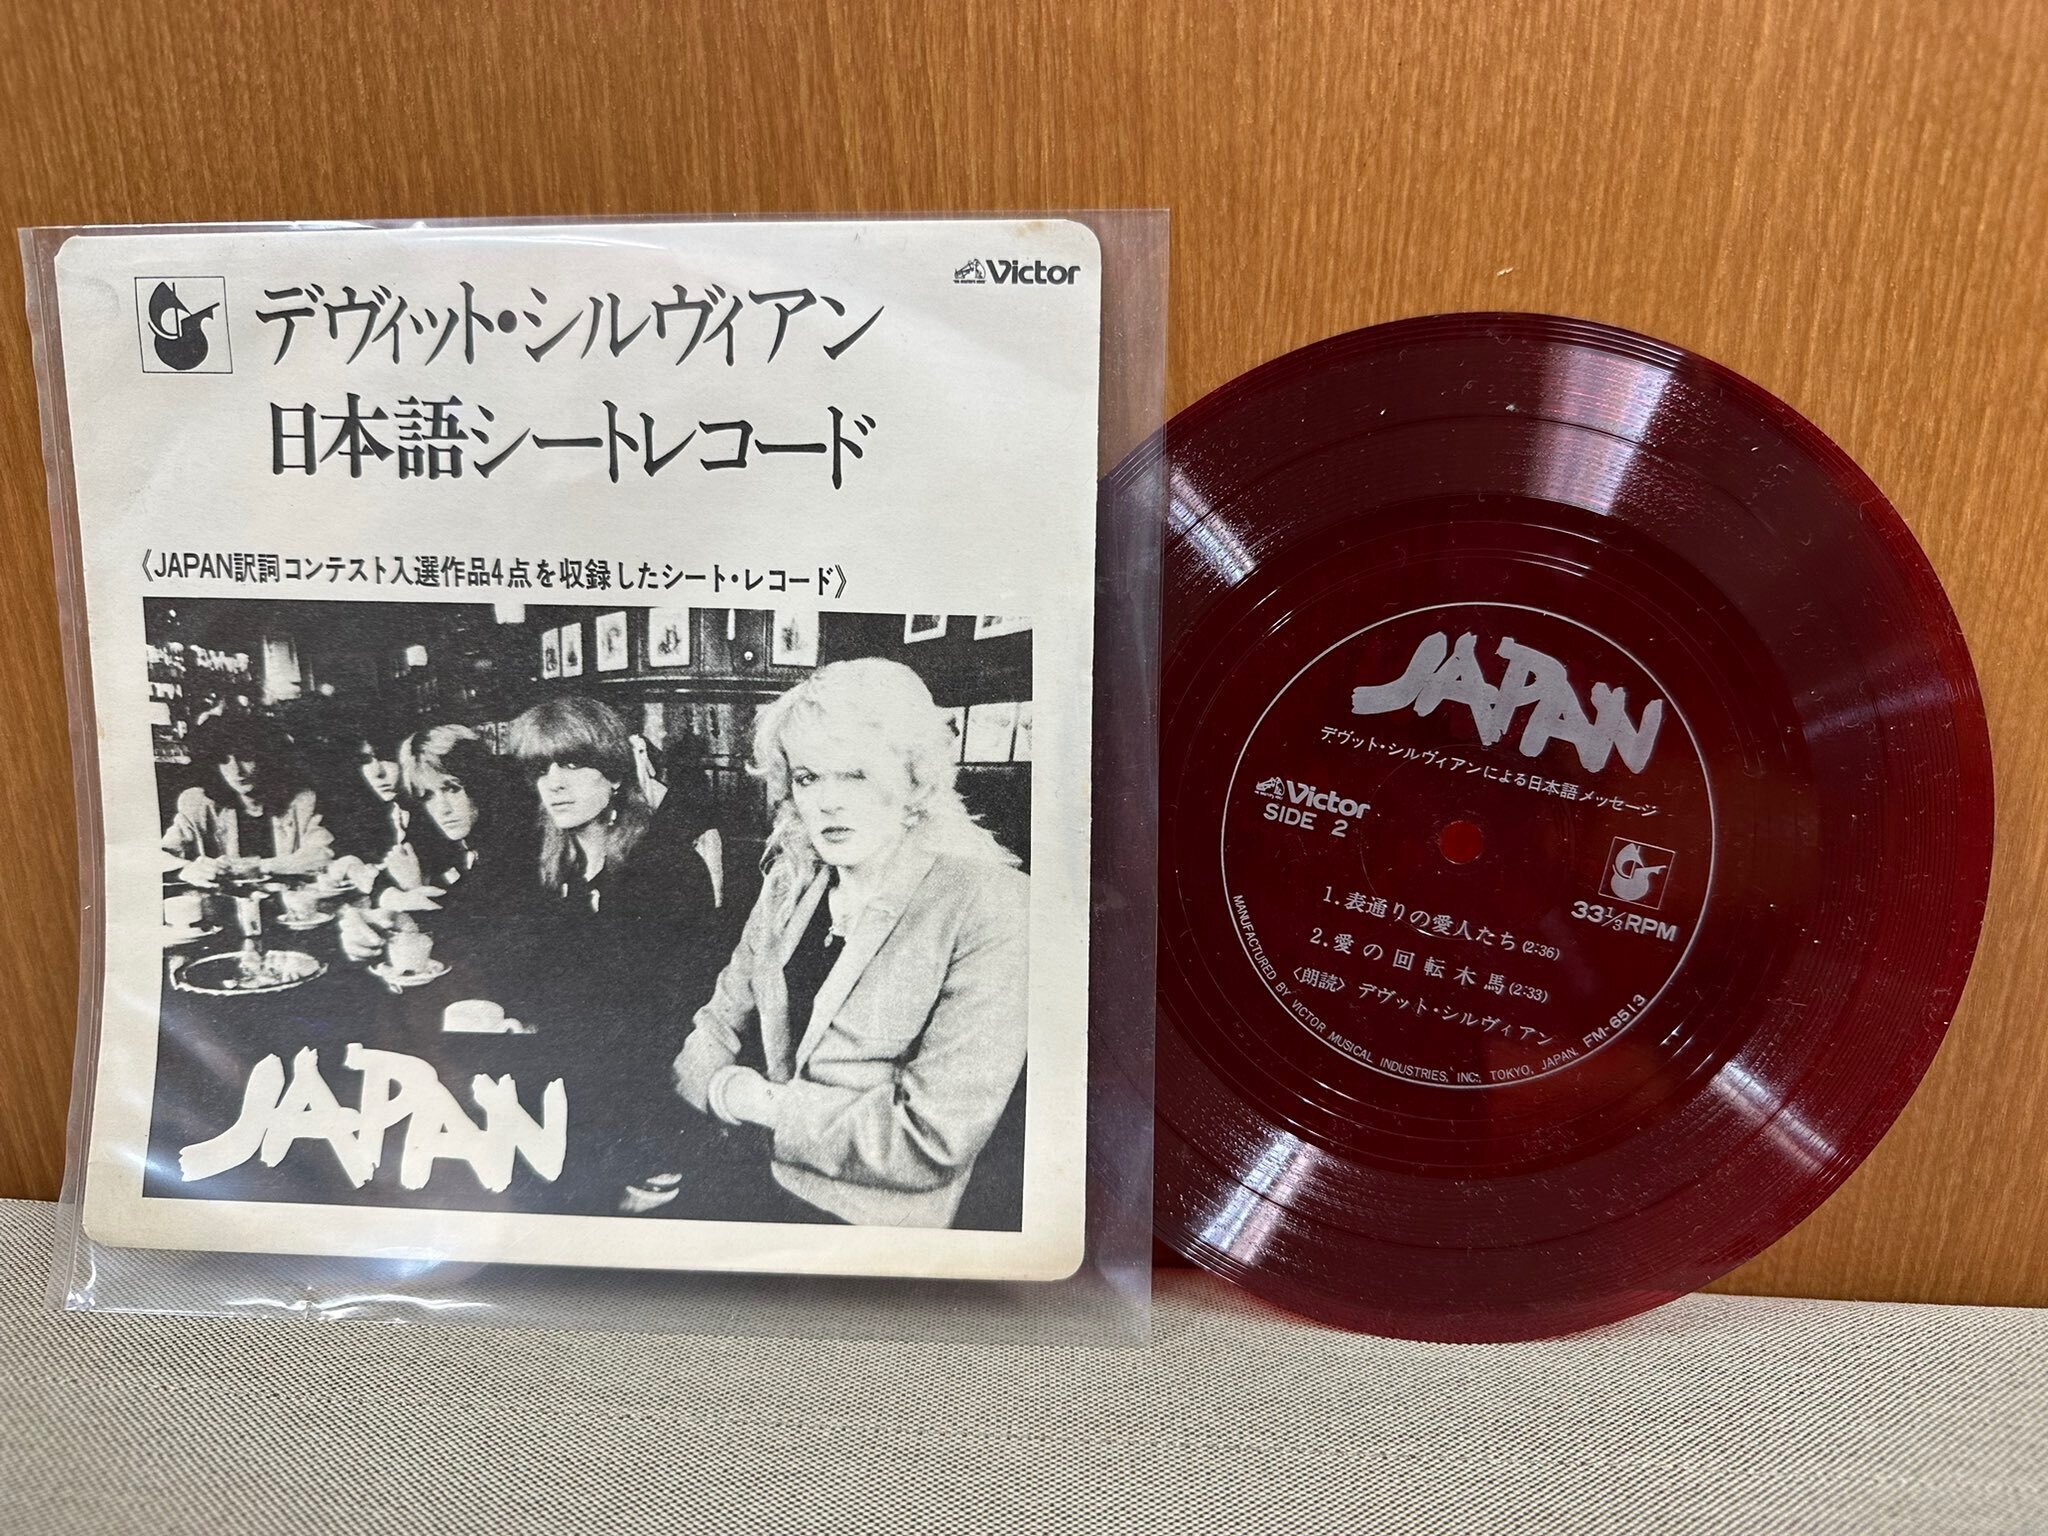 Victor
デヴィット・シルヴィアン
日本語シートレコード
《JAPAN訳詞コンテスト入選作品4点を収録したシート・レコード》
JAPAN
JAPAN
デヴット・シルヴィアンによる日本語メッセージ
Victor
SIDE 2
33 1/3 RPM
1. 表通りの愛人たち (2:36)
2. 愛の回転木馬 (2:33)
〈朗読〉デヴット・シルヴィアン
MANUFACTURED BY VICTOR MUSICAL INDUSTRIES, INC., TOKYO, JAPAN. FM-6513